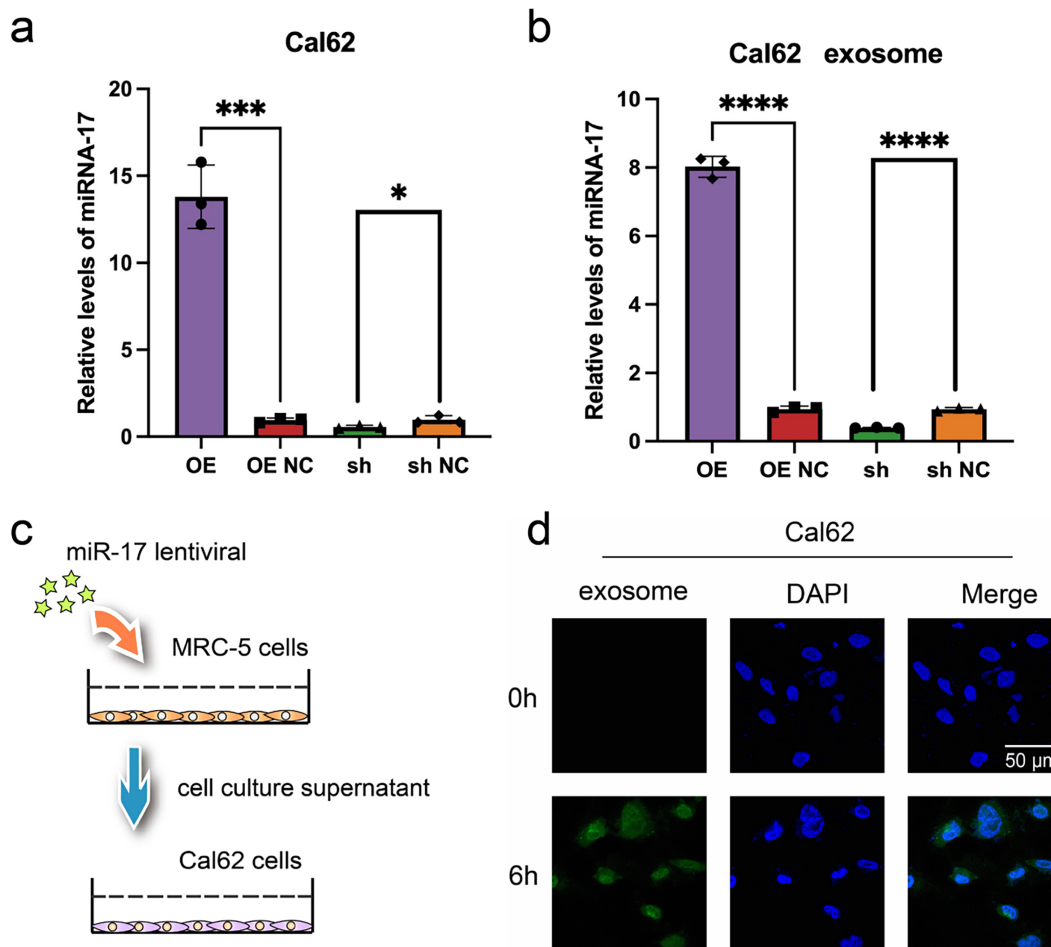 a
Cal62
Relative levels of miRNA-17
20
15
10
5
0
***
*
OE
OE NC
sh
sh NC
b
Cal62 exosome
Relative levels of miRNA-17
10
8
6
4
2
0
****
****
OE
OE NC
sh
sh NC
c
miR-17 lentiviral
MRC-5 cells
cell culture supernatant
Cal62 cells
d
Cal62
exosome
DAPI
Merge
0h
50 μm
6h